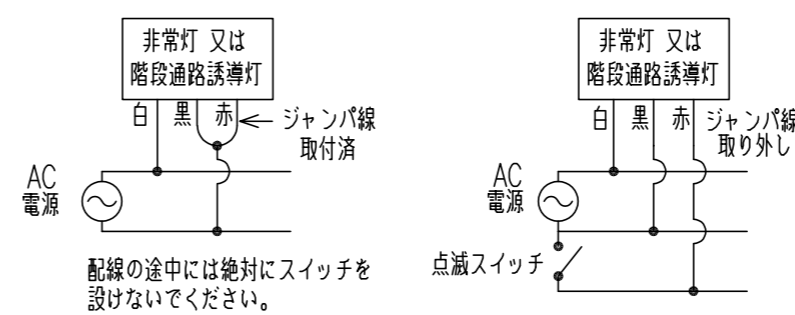 非常灯 又は
階段通路誘導灯
白 黒 赤
ジャンパ線
取付済
AC
電源
配線の途中には絶対にスイッチを
設けないでください。
非常灯 又は
階段通路誘導灯
白 黒 赤
ジャンパ線
取り外し
AC
電源
点滅スイッチ